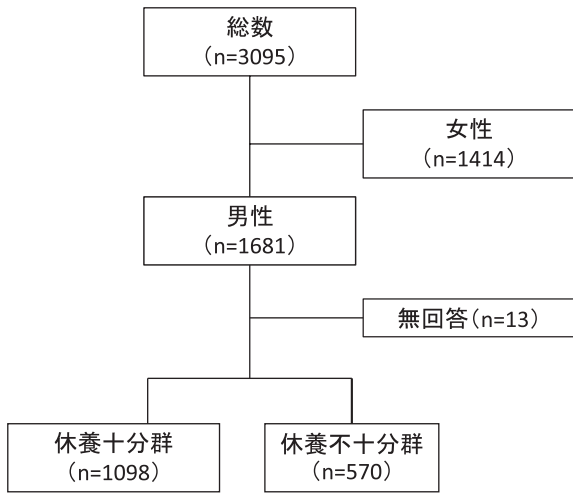 総数
(n=3095)
女性
(n=1414)
男性
(n=1681)
無回答(n=13)
休養十分群
(n=1098)
休養不十分群
(n=570)